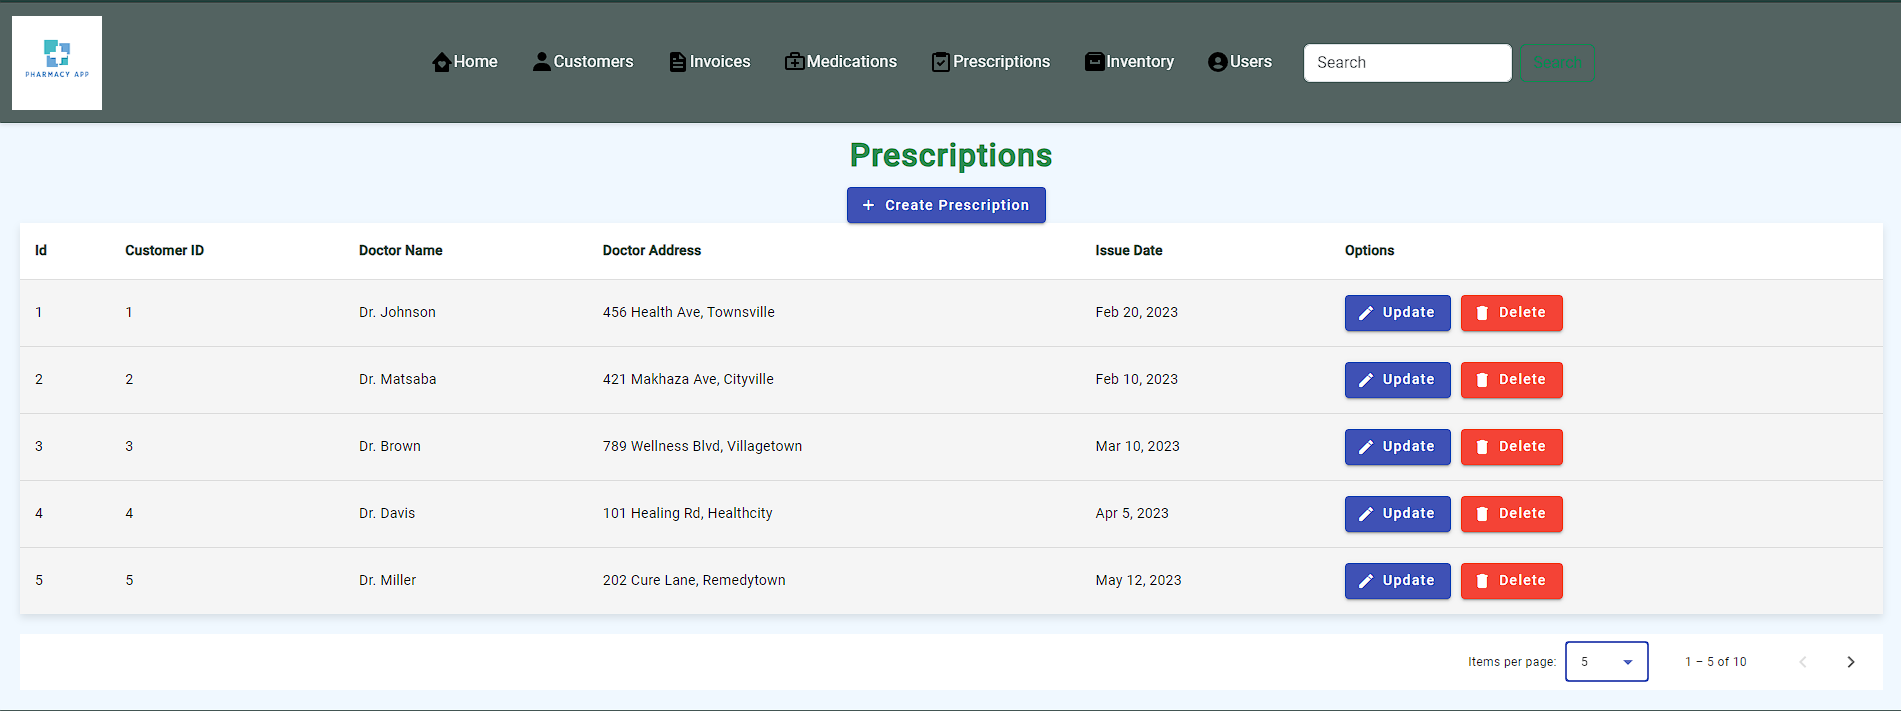 PHARMACY APP
Home Customers Invoices Medications Prescriptions Inventory Users Search Search
Prescriptions
+ Create Prescription
Id Customer ID Doctor Name Doctor Address Issue Date Options
1 1 Dr. Johnson 456 Health Ave, Townsville Feb 20, 2023 Update Delete
2 2 Dr. Matsaba 421 Makhaza Ave, Cityville Feb 10, 2023 Update Delete
3 3 Dr. Brown 789 Wellness Blvd, Villagetown Mar 10, 2023 Update Delete
4 4 Dr. Davis 101 Healing Rd, Healthcity Apr 5, 2023 Update Delete
5 5 Dr. Miller 202 Cure Lane, Remedytown May 12, 2023 Update Delete
Items per page: 5 1 – 5 of 10